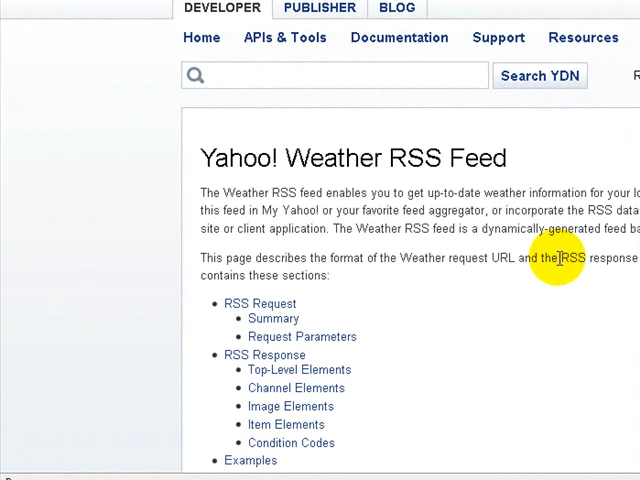 DEVELOPER PUBLISHER BLOG
Home APIs & Tools Documentation Support Resources
Search YDN
Yahoo! Weather RSS Feed
The Weather RSS feed enables you to get up-to-date weather information for your
this feed in My Yahoo! or your favorite feed aggregator, or incorporate the RSS data
site or client application. The Weather RSS feed is a dynamically-generated feed
This page describes the format of the Weather request URL and the RSS response
contains these sections:
RSS Request
Summary
Request Parameters
RSS Response
Top-Level Elements
Channel Elements
Image Elements
Item Elements
Condition Codes
Examples